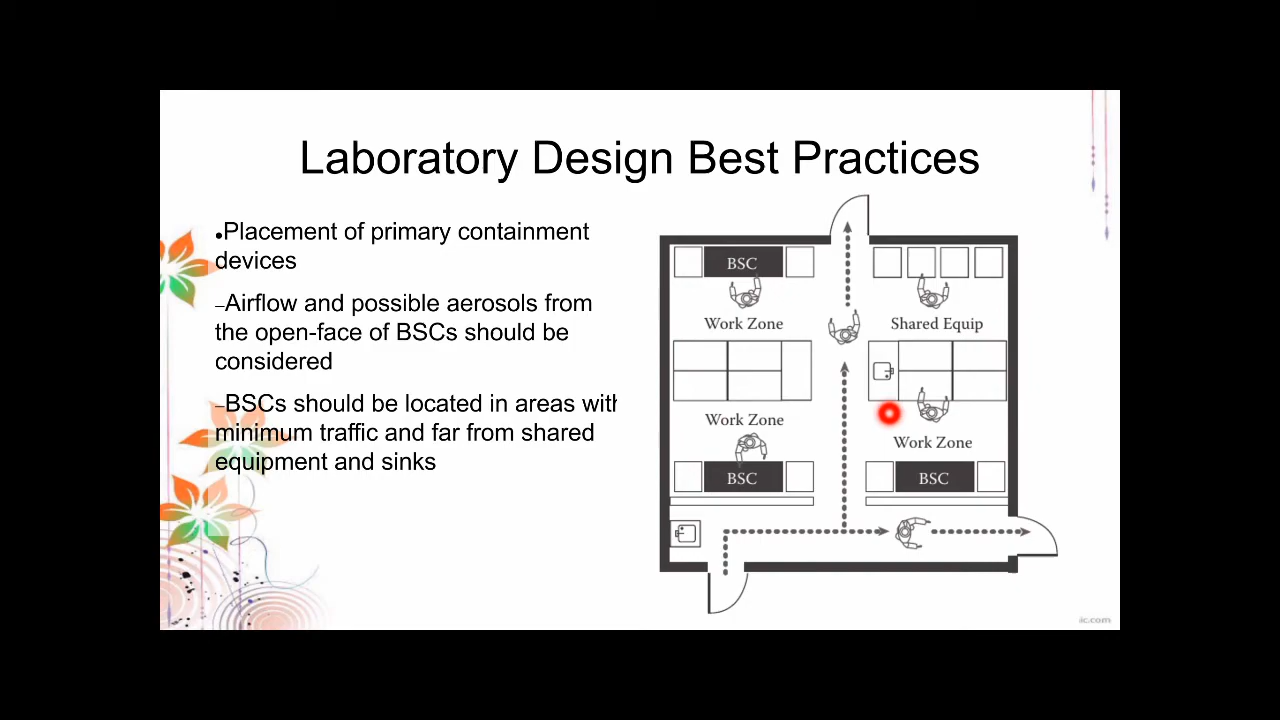 Laboratory Design Best Practices
•Placement of primary containment
devices
–Airflow and possible aerosols from
the open-face of BSCs should be
considered
–BSCs should be located in areas with
minimum traffic and far from shared
equipment and sinks
BSC
Work Zone
Shared Equip
Work Zone
Work Zone
BSC
BSC
ic.com